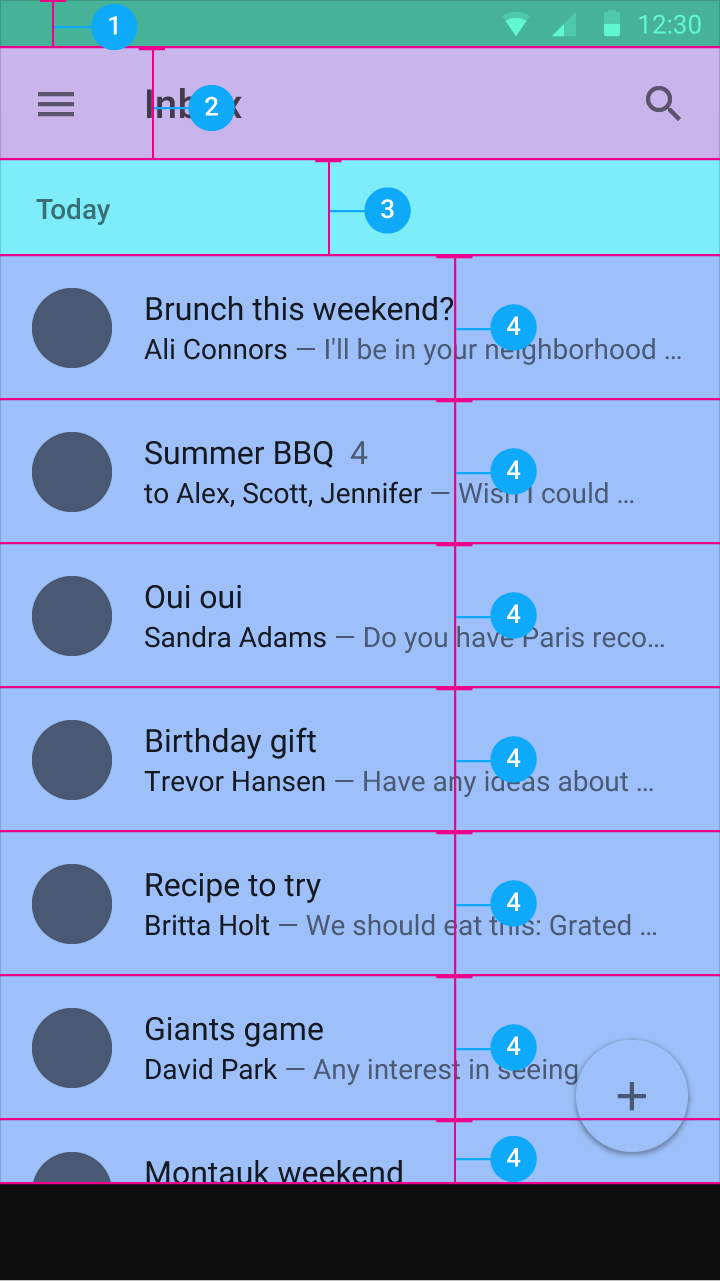 1
12:30
Inbox
2
Today
3
Brunch this weekend?
4
Ali Connors — I'll be in your neighborhood ...
Summer BBQ 4
4
to Alex, Scott, Jennifer — Wish I could ...
Oui oui
4
Sandra Adams — Do you have Paris reco...
Birthday gift
4
Trevor Hansen — Have any ideas about ...
Recipe to try
4
Britta Holt — We should eat this: Grated ...
Giants game
4
David Park — Any interest in seeing
4
Montauk weekend